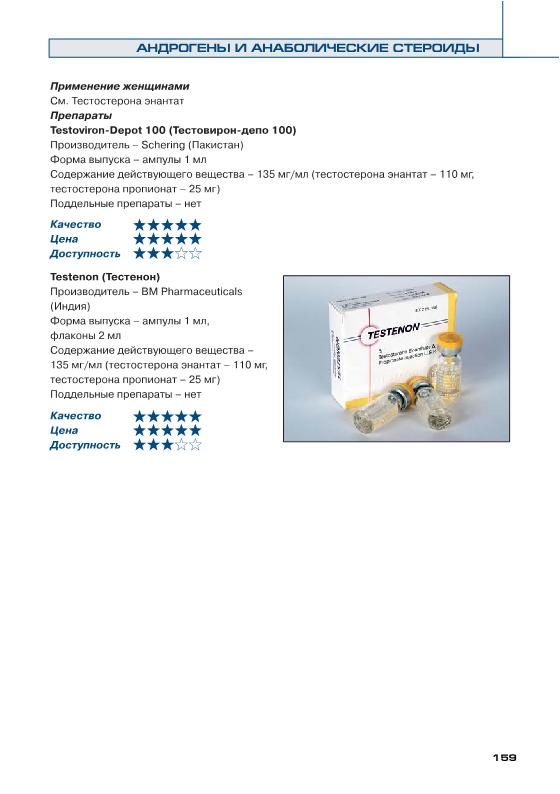 АНДРОГЕНЫ И АНАБОЛИЧЕСКИЕ СТЕРОИДЫ
Применение женщинами
См. Тестостерона энантат
Препараты
Testoviron-Depot 100 (Тестовирон-депо 100)
Производитель – Schering (Пакистан)
Форма выпуска – ампулы 1 мл
Содержание действующего вещества – 135 мг/мл (тестостерона энантат – 110 мг,
тестостерона пропионат – 25 мг)
Поддельные препараты – нет
Качество ★★★★★
Цена ★★★★★
Доступность ★★★☆☆
Testenon (Тестенон)
Производитель – BM Pharmaceuticals
(Индия)
Форма выпуска – ампулы 1 мл,
флаконы 2 мл
Содержание действующего вещества –
135 мг/мл (тестостерона энантат – 110 мг,
тестостерона пропионат – 25 мг)
Поддельные препараты – нет
Качество ★★★★★
Цена ★★★★★
Доступность ★★★☆☆
TESTENON
TESTENON
159